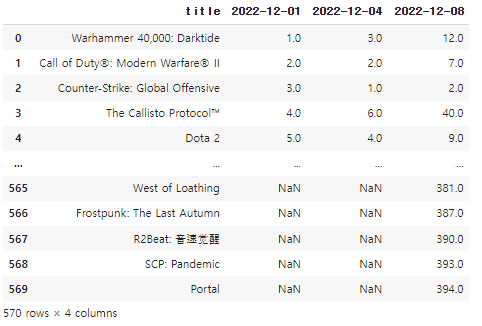 title 2022-12-01 2022-12-04 2022-12-08
0 Warhammer 40,000: Darktide 1.0 3.0 12.0
1 Call of Duty®: Modern Warfare® II 2.0 2.0 7.0
2 Counter-Strike: Global Offensive 3.0 1.0 2.0
3 The Callisto Protocol™ 4.0 6.0 40.0
4 Dota 2 5.0 4.0 9.0
... ... ... ... ...
565 West of Loathing NaN NaN 381.0
566 Frostpunk: The Last Autumn NaN NaN 387.0
567 R2Beat: 音速觉醒 NaN NaN 390.0
568 SCP: Pandemic NaN NaN 393.0
569 Portal NaN NaN 394.0
570 rows × 4 columns